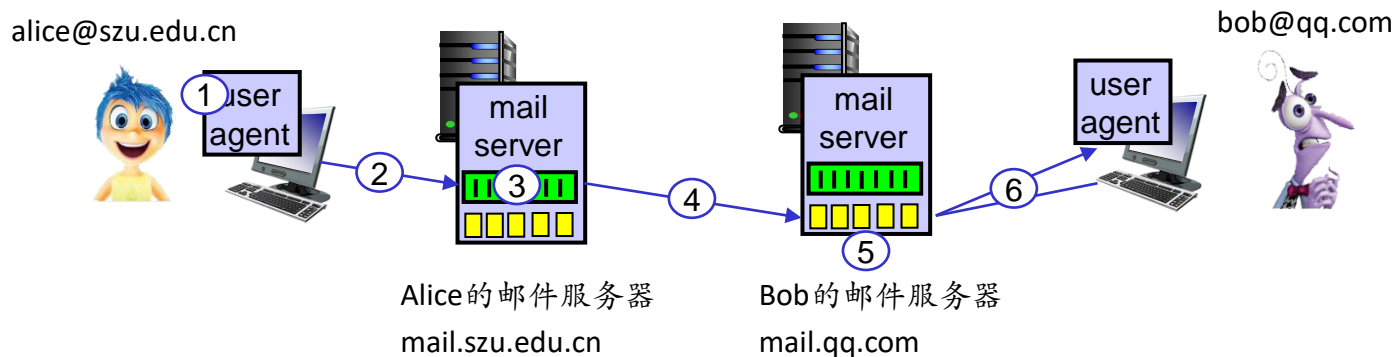 alice@szu.edu.cn
bob@qq.com
1
user
agent
2
mail
server
3
4
mail
server
5
6
user
agent
Alice的邮件服务器
mail.szu.edu.cn
Bob的邮件服务器
mail.qq.com